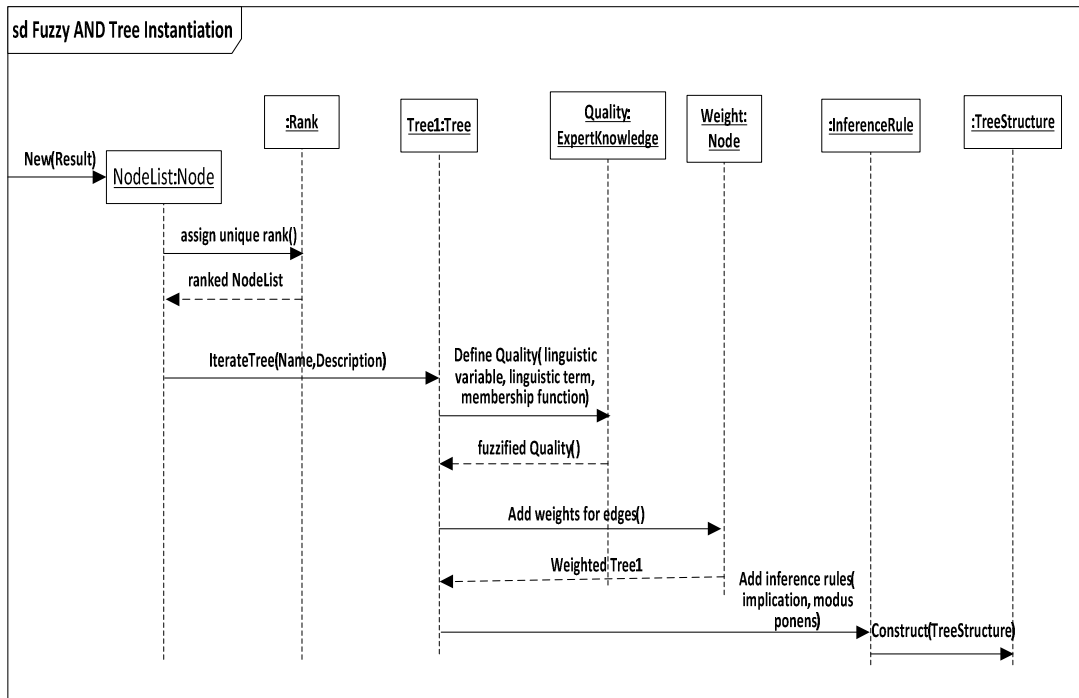 sd Fuzzy AND Tree Instantiation
:Rank
Tree1:Tree
Quality:
ExpertKnowledge
Weight:
Node
:InferenceRule
:TreeStructure
New(Result)
NodeList:Node
assign unique rank()
ranked NodeList
IterateTree(Name,Description)
Define Quality( linguistic
variable, linguistic term,
membership function)
fuzzified Quality()
Add weights for edges()
Weighted Tree1
Add inference rules(
implication, modus
ponens)
Construct(TreeStructure)